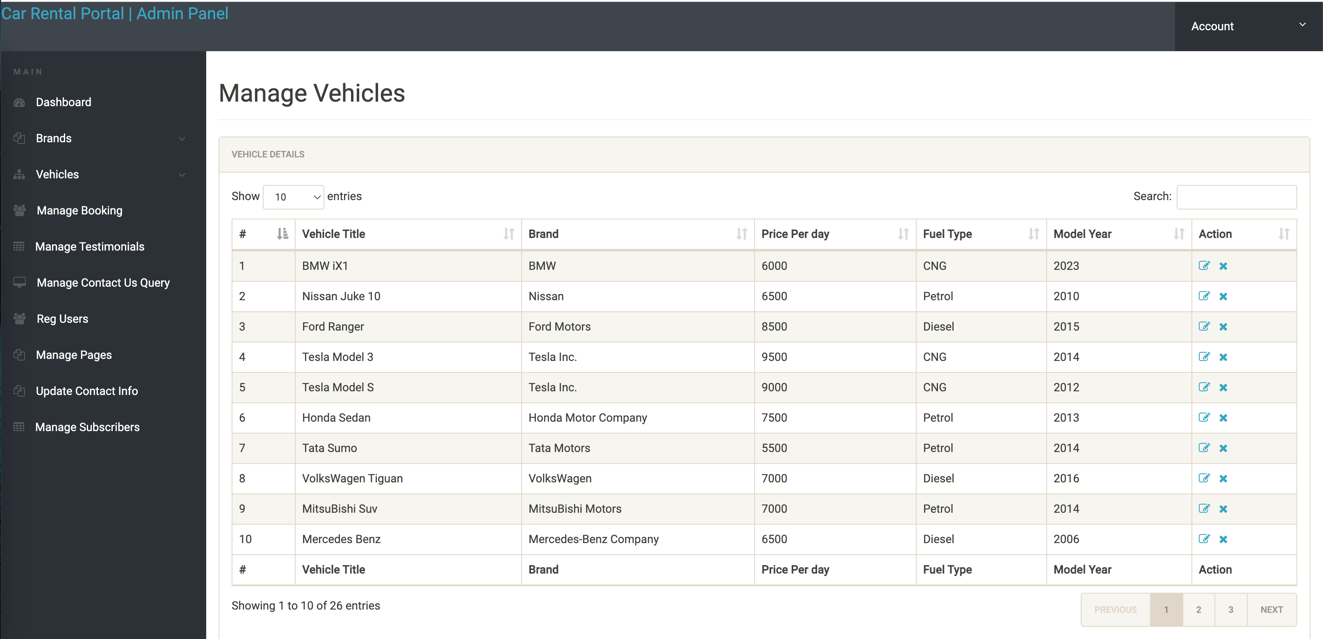 Car Rental Portal | Admin Panel
Account
MAIN
Dashboard
Brands
Vehicles
Manage Booking
Manage Testimonials
Manage Contact Us Query
Reg Users
Manage Pages
Update Contact Info
Manage Subscribers
Manage Vehicles
VEHICLE DETAILS
Show 10 entries Search:
# Vehicle Title Brand Price Per day Fuel Type Model Year Action
1 BMW iX1 BMW 6000 CNG 2023
2 Nissan Juke 10 Nissan 6500 Petrol 2010
3 Ford Ranger Ford Motors 8500 Diesel 2015
4 Tesla Model 3 Tesla Inc. 9500 CNG 2014
5 Tesla Model S Tesla Inc. 9000 CNG 2012
6 Honda Sedan Honda Motor Company 7500 Petrol 2013
7 Tata Sumo Tata Motors 5500 Petrol 2014
8 VolksWagen Tiguan VolksWagen 7000 Diesel 2016
9 MitsuBishi Suv MitsuBishi Motors 7000 Petrol 2014
10 Mercedes Benz Mercedes-Benz Company 6500 Diesel 2006
# Vehicle Title Brand Price Per day Fuel Type Model Year Action
Showing 1 to 10 of 26 entries
PREVIOUS 1 2 3 NEXT